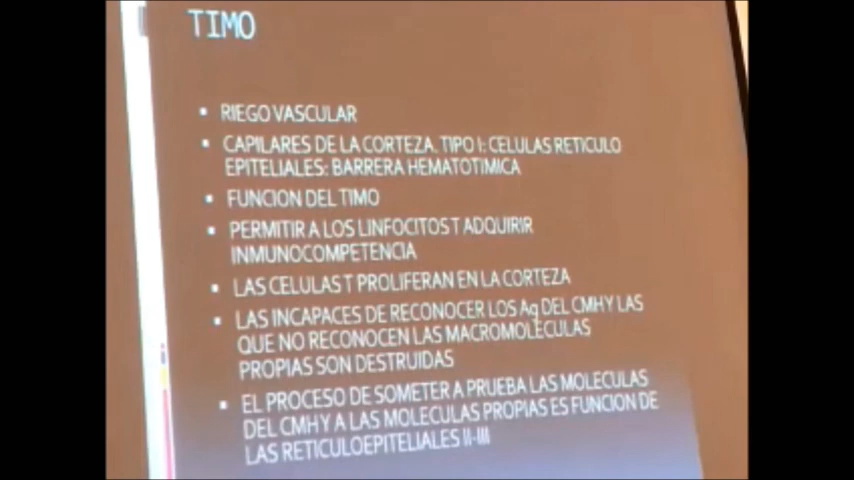 TIMO
▪ RIEGO VASCULAR
▪ CAPILARES DE LA CORTEZA. TIPO I: CELULAS RETICULO
EPITELIALES: BARRERA HEMATOTIMICA
▪ FUNCION DEL TIMO
▪ PERMITIR A LOS LINFOCITOS T ADQUIRIR
INMUNOCOMPETENCIA
▪ LAS CELULAS T PROLIFERAN EN LA CORTEZA
▪ LAS INCAPACES DE RECONOCER LOS Ag DEL CMH Y LAS
QUE NO RECONOCEN LAS MACROMOLECULAS
PROPIAS SON DESTRUIDAS
▪ EL PROCESO DE SOMETER A PRUEBA LAS MOLECULAS
DEL CMH Y A LAS MOLECULAS PROPIAS ES FUNCION DE
LAS RETICULOEPITELIALES II-III